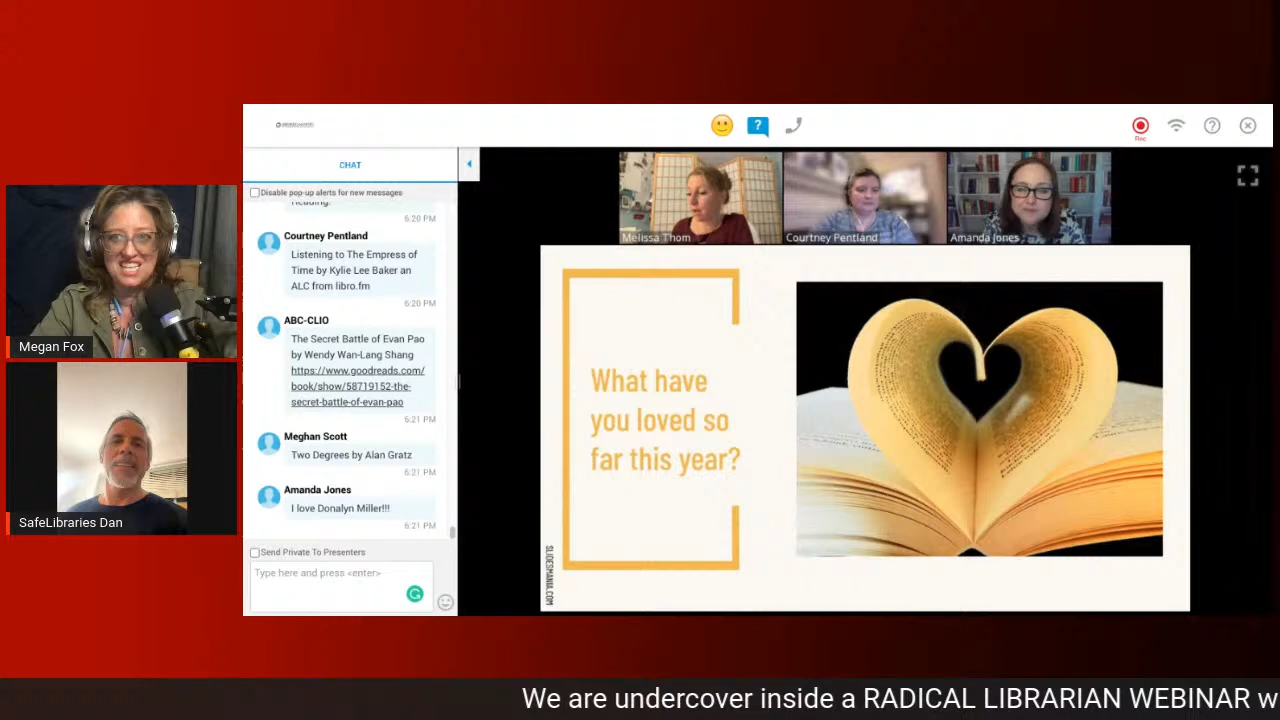 Rec
CHAT
Disable pop-up alerts for new messages
Reading!
6:20 PM
Courtney Pentland
Listening to The Empress of
Time by Kylie Lee Baker an
ALC from libro.fm
6:20 PM
ABC-CLIO
The Secret Battle of Evan Pao
by Wendy Wan-Lang Shang
https://www.goodreads.com/
book/show/58719152-the-
secret-battle-of-evan-pao
6:21 PM
Meghan Scott
Two Degrees by Alan Gratz
6:21 PM
Amanda Jones
I love Donalyn Miller!!!
6:21 PM
Send Private To Presenters
Type here and press <enter>
Melissa Thom
Courtney Pentland
Amanda Jones
What have
you loved so
far this year?
SLIDESMANIA.COM
Megan Fox
SafeLibraries Dan
We are undercover inside a RADICAL LIBRARIAN WEBINAR w